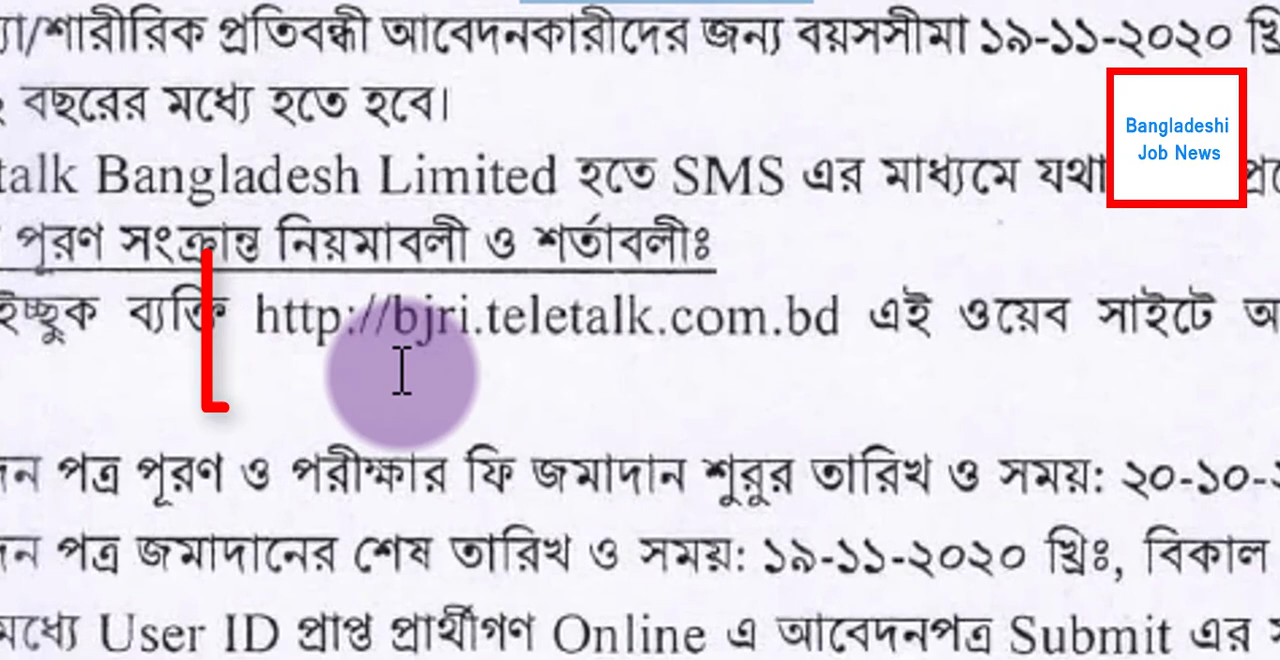 /শারীরিক প্রতিবন্ধী আবেদনকারীদের জন্য বয়সসীমা ১৯-১১-২০২০
বছরের মধ্যে হতে হবে।
talk Bangladesh Limited হতে SMS এর মাধ্যমে যথা
পূরণ সংক্রান্ত নিয়মাবলী ও শর্তাবলীঃ
ইচ্ছুক ব্যক্তি http://bjri.teletalk.com.bd এই ওয়েব সাইটে
পত্র পূরণ ও পরীক্ষার ফি জমাদান শুরুর তারিখ ও সময়: ২০-১০-
পত্র জমাদানের শেষ তারিখ ও সময়: ১৯-১১-২০২০ খ্রিঃ, বিকাল
মধ্যে User ID প্রাপ্ত প্রার্থীগণ Online এ আবেদনপত্র Submit এর
Bangladeshi
Job News